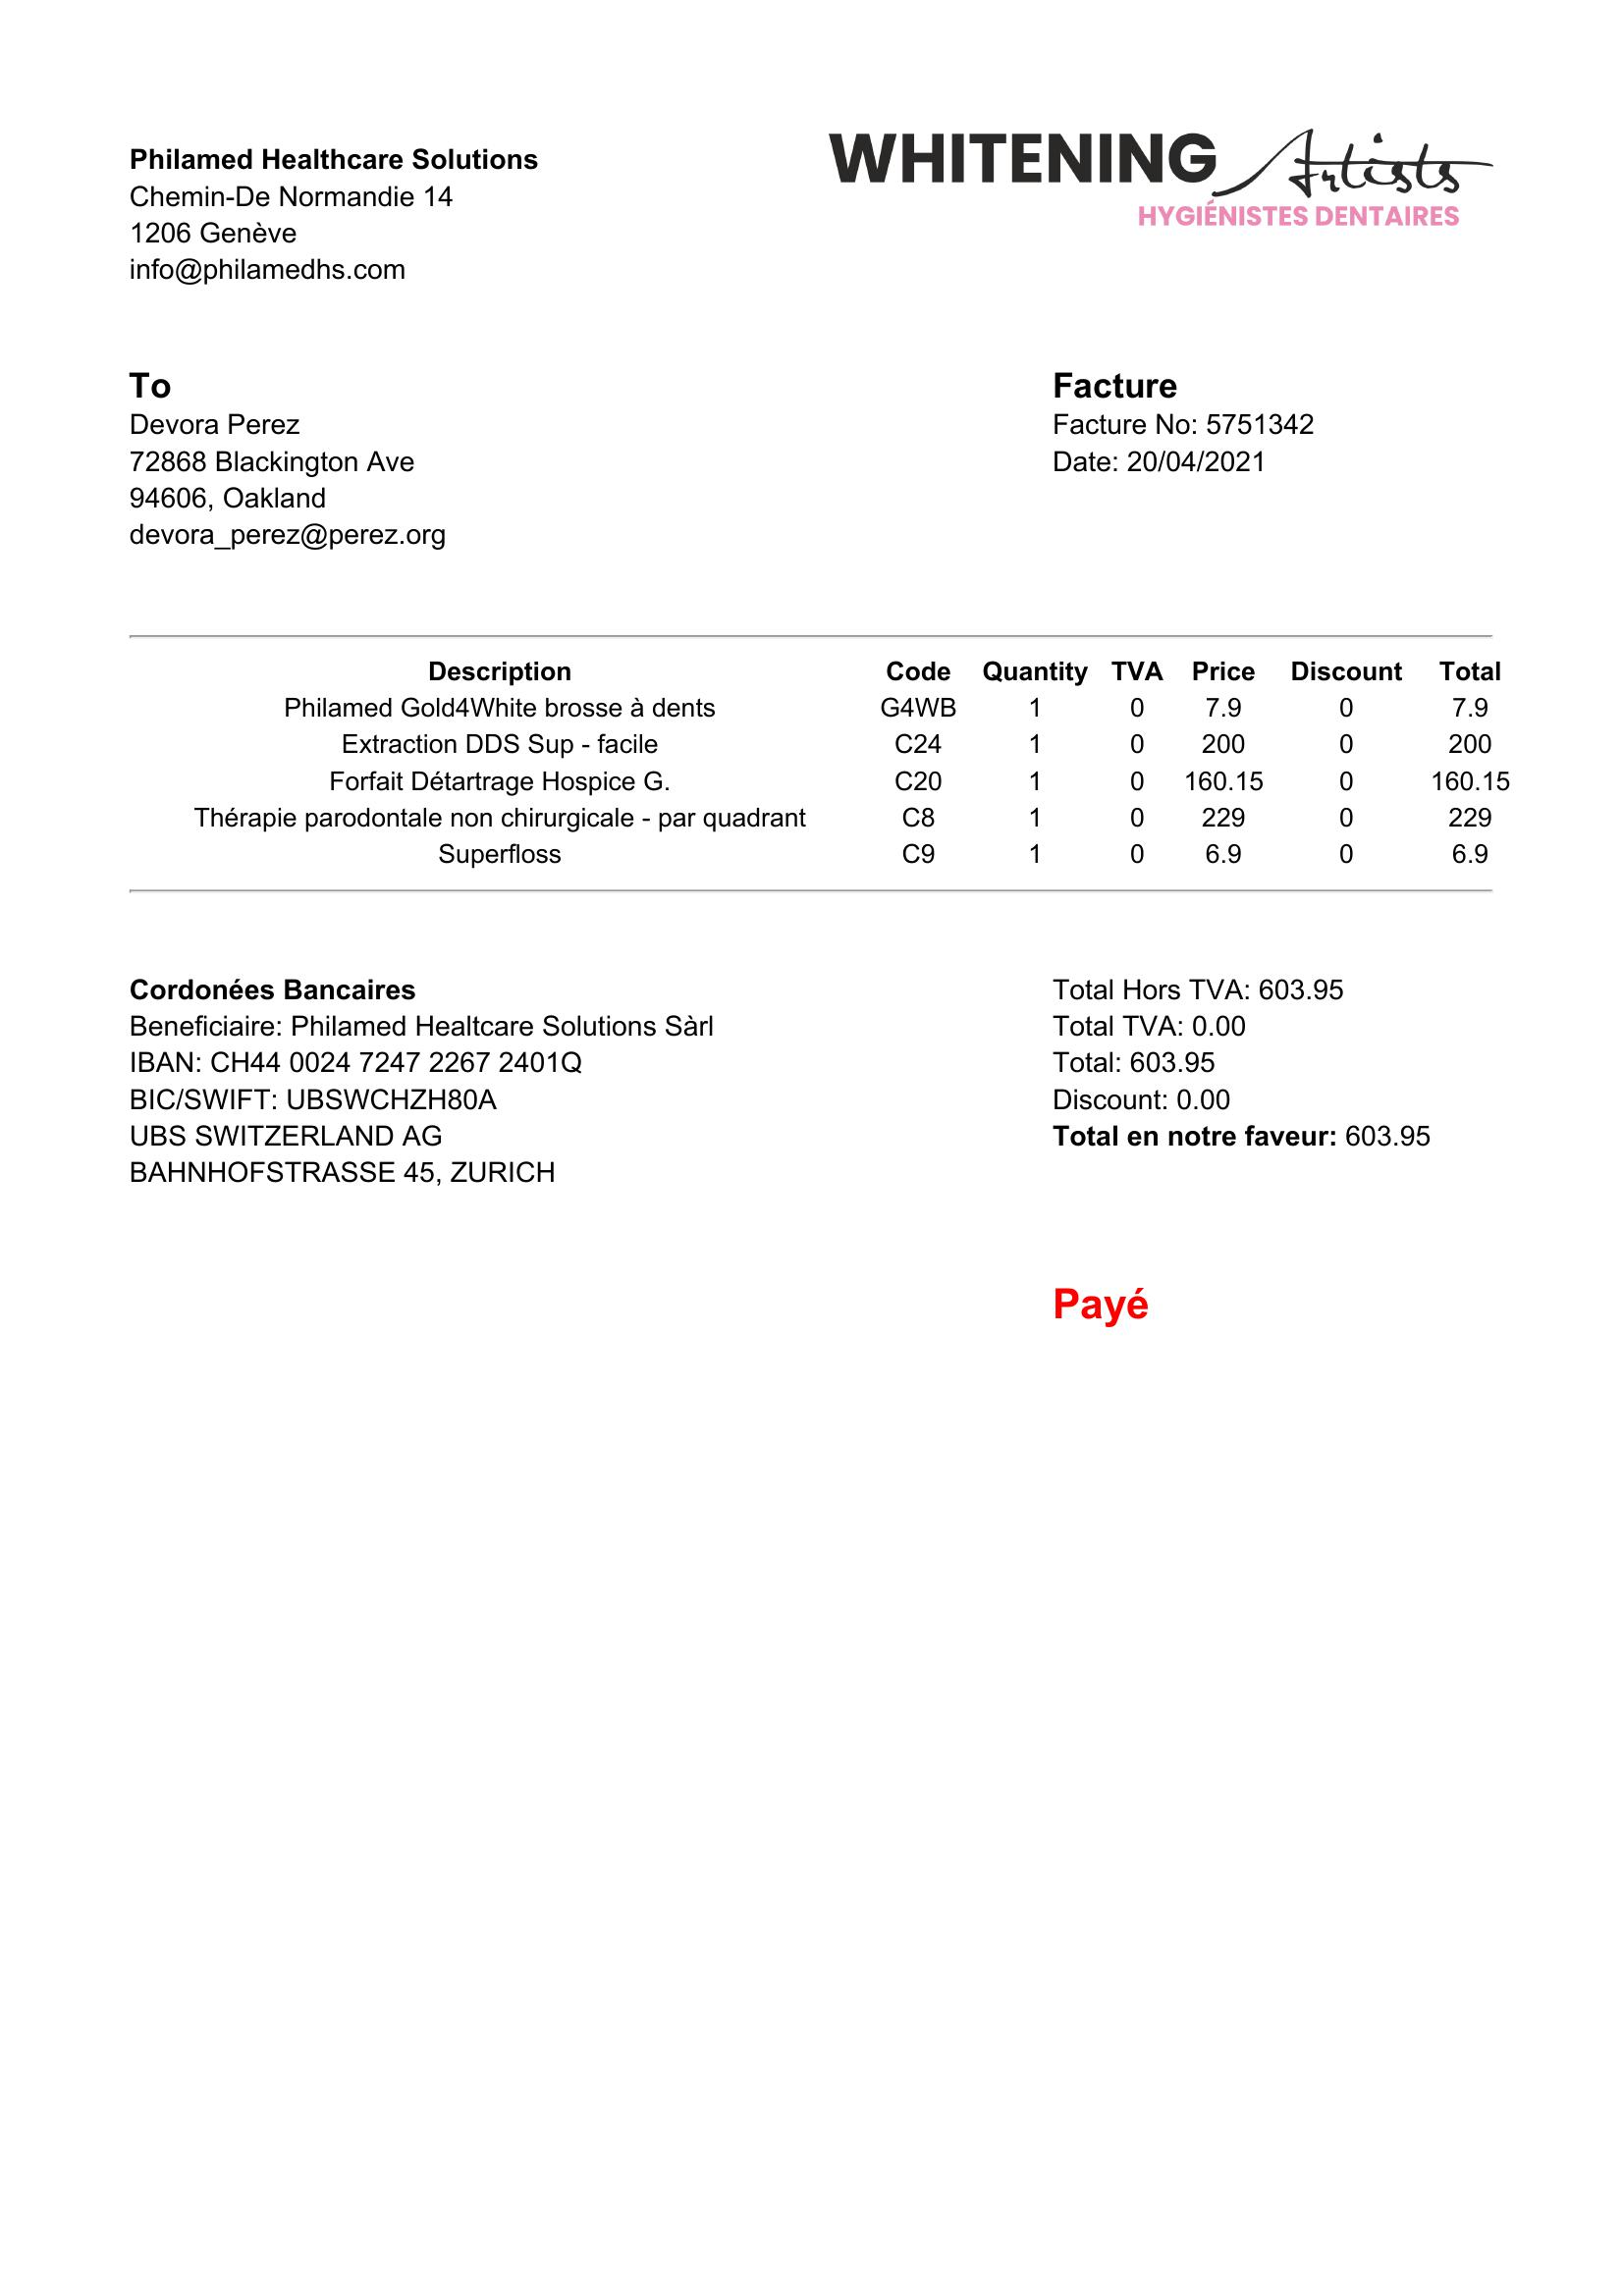 Philamed Healthcare Solutions
Chemin-De Normandie 14
1206 Genève
info@philamedhs.com
WHITENING Artists
HYGIÉNISTES DENTAIRES
To
Devora Perez
72868 Blackington Ave
94606, Oakland
devora_perez@perez.org
Facture
Facture No: 5751342
Date: 20/04/2021
Description Code Quantity TVA Price Discount Total
Philamed Gold4White brosse à dents G4WB 1 0 7.9 0 7.9
Extraction DDS Sup - facile C24 1 0 200 0 200
Forfait Détartrage Hospice G. C20 1 0 160.15 0 160.15
Thérapie parodontale non chirurgicale - par quadrant C8 1 0 229 0 229
Superfloss C9 1 0 6.9 0 6.9
Cordonées Bancaires
Beneficiaire: Philamed Healtcare Solutions Sàrl
IBAN: CH44 0024 7247 2267 2401Q
BIC/SWIFT: UBSWCHZH80A
UBS SWITZERLAND AG
BAHNHOFSTRASSE 45, ZURICH
Total Hors TVA: 603.95
Total TVA: 0.00
Total: 603.95
Discount: 0.00
Total en notre faveur: 603.95
Payé